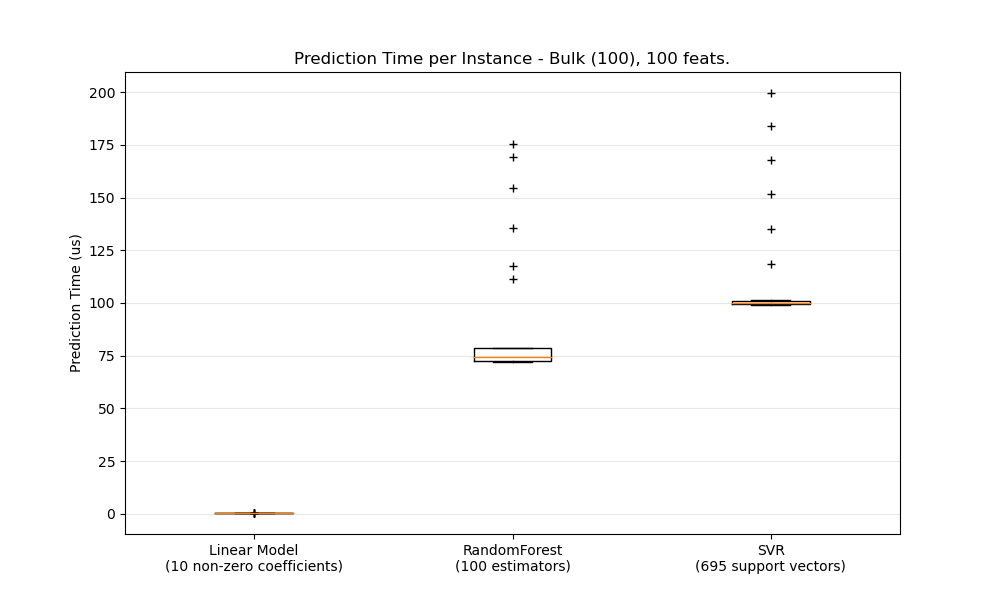 Prediction Time per Instance - Bulk (100), 100 feats.
Prediction Time (us)
200
175
150
125
100
75
50
25
0
Linear Model
(10 non-zero coefficients)
RandomForest
(100 estimators)
SVR
(695 support vectors)